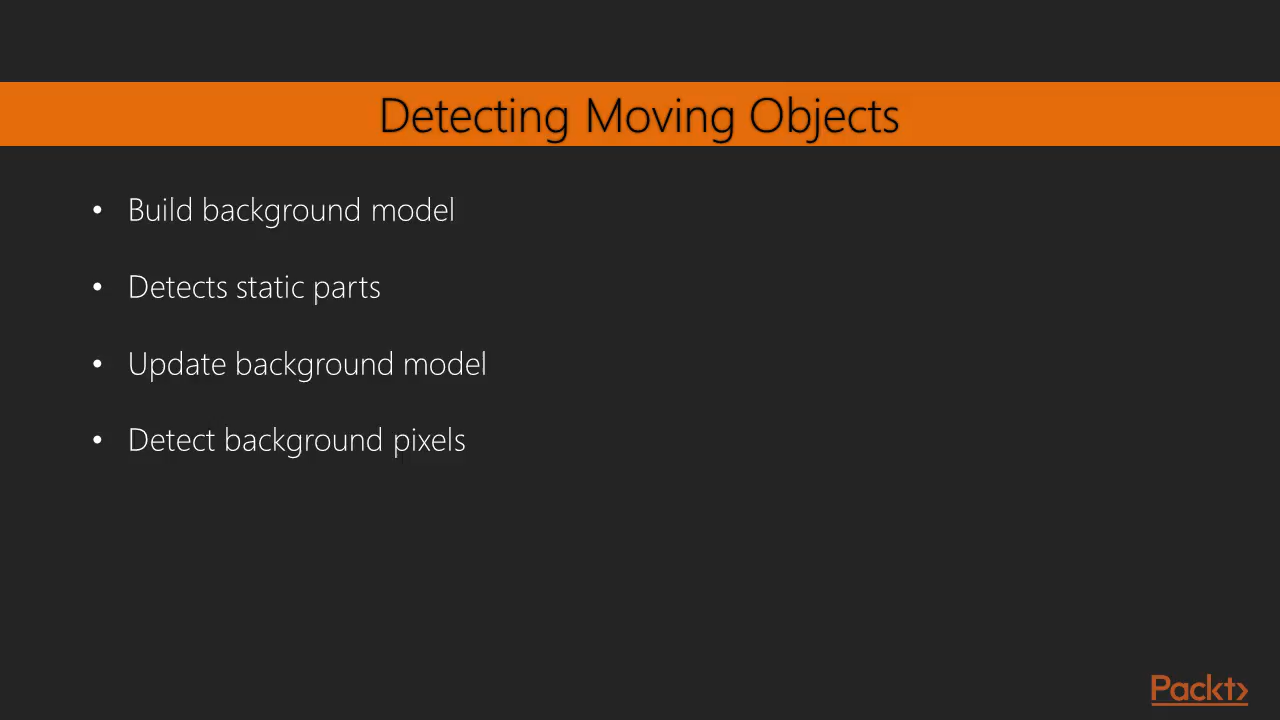 Detecting Moving Objects
• Build background model
• Detects static parts
• Update background model
• Detect background pixels
Packt>